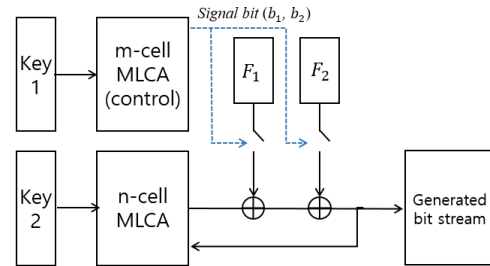 Signal bit (b₁, b₂)
Key
1
m-cell
MLCA
(control)
F₁
F₂
Key
2
n-cell
MLCA
Generated
bit stream